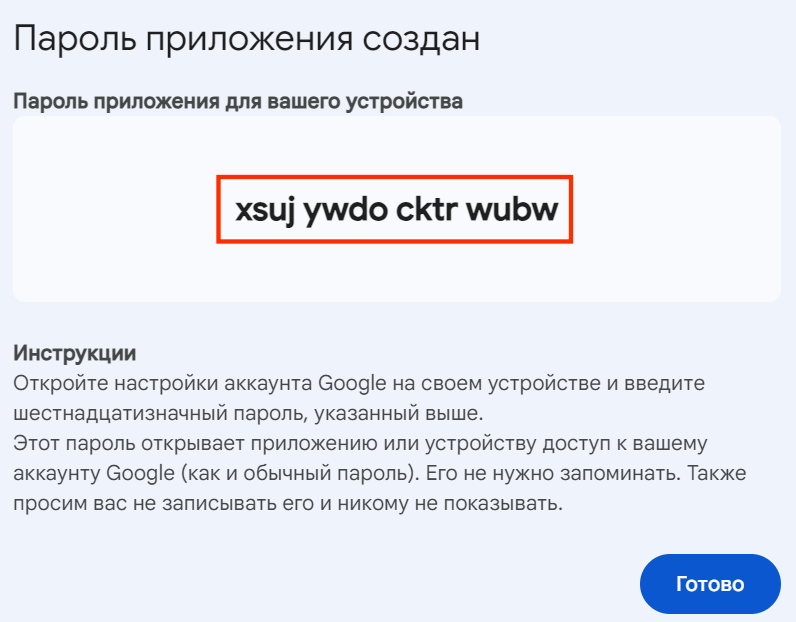 Пароль приложения создан
Пароль приложения для вашего устройства
xsuj ywdo cktr wubw
Инструкции
Откройте настройки аккаунта Google на своем устройстве и введите
шестнадцатизначный пароль, указанный выше.
Этот пароль открывает приложению или устройству доступ к вашему
аккаунту Google (как и обычный пароль). Его не нужно запоминать. Также
просим вас не записывать его и никому не показывать.
Готово